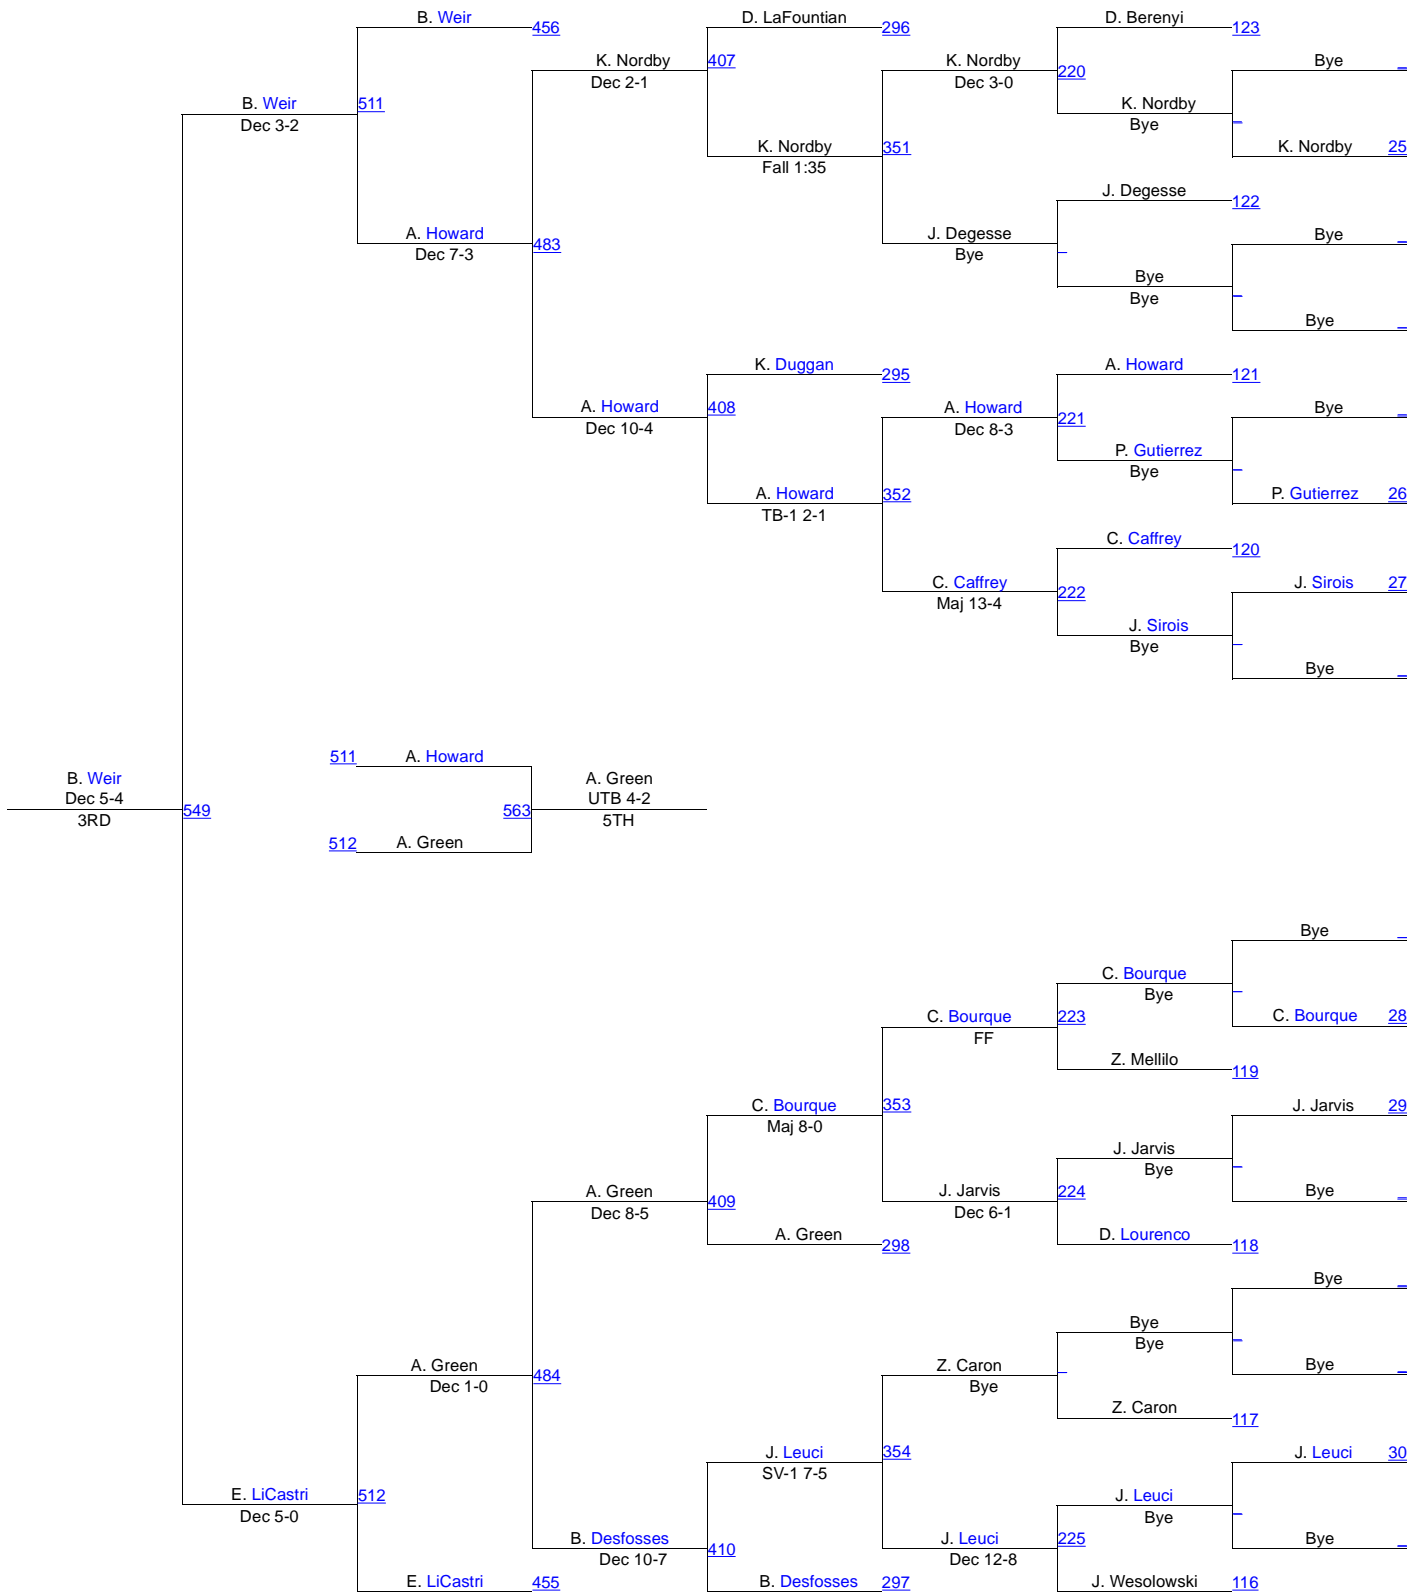 B. Weir
456
D. LaFountian
296
D. Berenyi
123
K. Nordby
Dec 2-1
407
K. Nordby
Dec 3-0
220
Bye
B. Weir
Dec 3-2
511
K. Nordby
Bye
K. Nordby
Fall 1:35
351
K. Nordby 25
J. Degesse
122
A. Howard
Dec 7-3
483
J. Degesse
Bye
Bye
Bye
Bye
Bye
K. Duggan
295
A. Howard
121
A. Howard
Dec 10-4
408
A. Howard
Dec 8-3
221
Bye
P. Gutierrez
Bye
A. Howard
TB-1 2-1
352
P. Gutierrez 26
C. Caffrey
120
C. Caffrey
Maj 13-4
222
J. Sirois 27
J. Sirois
Bye
Bye
511 A. Howard
B. Weir
Dec 5-4
3RD
549
563
A. Green
UTB 4-2
5TH
512 A. Green
Bye
C. Bourque
Bye
C. Bourque
FF
223
C. Bourque 28
Z. Mellilo
119
C. Bourque
Maj 8-0
353
J. Jarvis 29
J. Jarvis
Bye
A. Green
Dec 8-5
409
J. Jarvis
Dec 6-1
224
Bye
A. Green
298
D. Lourenco
118
Bye
Bye
Bye
A. Green
Dec 1-0
484
Z. Caron
Bye
Bye
Z. Caron
117
J. Leuci
SV-1 7-5
354
J. Leuci 30
E. LiCastri
Dec 5-0
512
J. Leuci
Bye
B. Desfosses
Dec 10-7
410
J. Leuci
Dec 12-8
225
Bye
E. LiCastri
455
B. Desfosses
297
J. Wesolowski
116